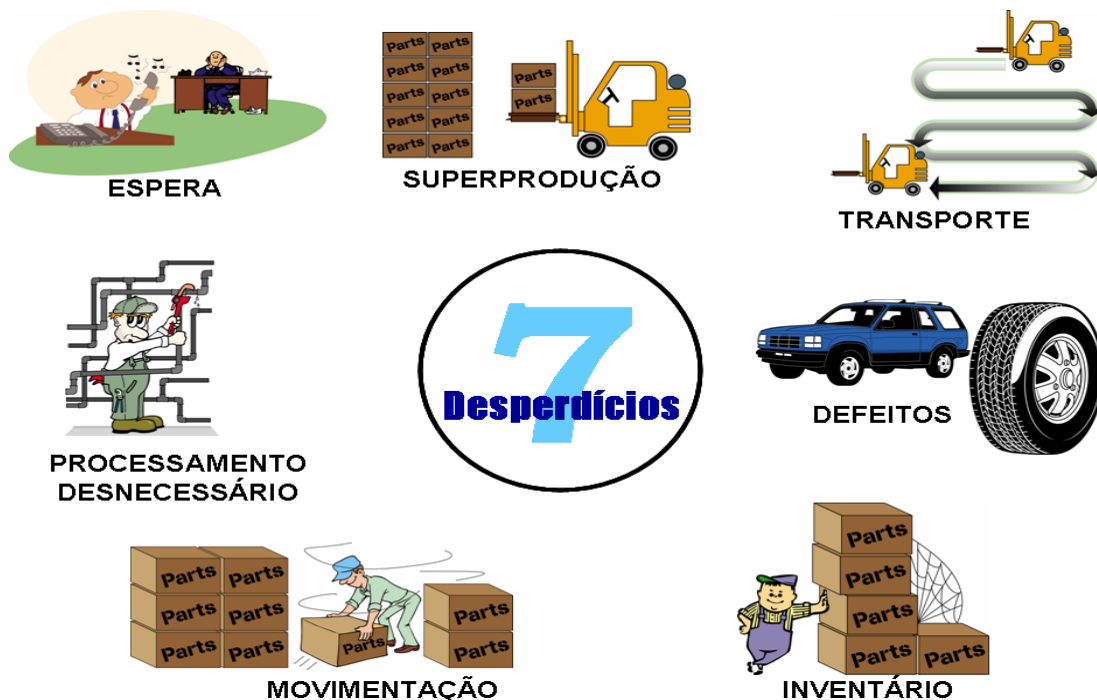 Parts Parts
Parts Parts
Parts Parts
Parts Parts
Parts Parts
Parts
Parts
ESPERA
SUPERPRODUÇÃO
TRANSPORTE
7
Desperdícios
DEFEITOS
PROCESSAMENTO
DESNECESSÁRIO
Parts Parts
Parts Parts
Parts Parts
Parts
Parts
Parts
MOVIMENTAÇÃO
Parts
Parts
Parts
Parts Parts
INVENTÁRIO